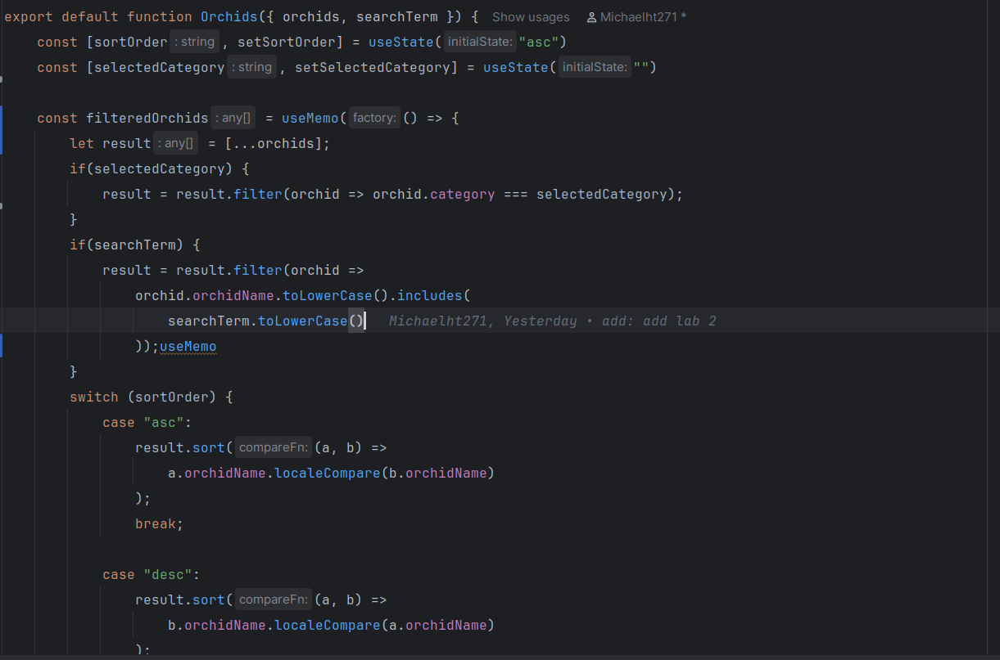 export default function Orchids({ orchids, searchTerm }) { Show usages Michaelht271 *
const [sortOrder : string , setSortOrder] = useState( initialState: "asc")
const [selectedCategory : string , setSelectedCategory] = useState( initialState: "")
const filteredOrchids : any[] = useMemo( factory: () => {
let result : any[] = [...orchids];
if(selectedCategory) {
result = result.filter(orchid => orchid.category === selectedCategory);
}
if(searchTerm) {
result = result.filter(orchid =>
orchid.orchidName.toLowerCase().includes(
searchTerm.toLowerCase() Michaelht271, Yesterday • add: add lab 2
));useMemo
}
switch (sortOrder) {
case "asc":
result.sort( compareFn: (a, b) =>
a.orchidName.localeCompare(b.orchidName)
);
break;
case "desc":
result.sort( compareFn: (a, b) =>
b.orchidName.localeCompare(a.orchidName)
);